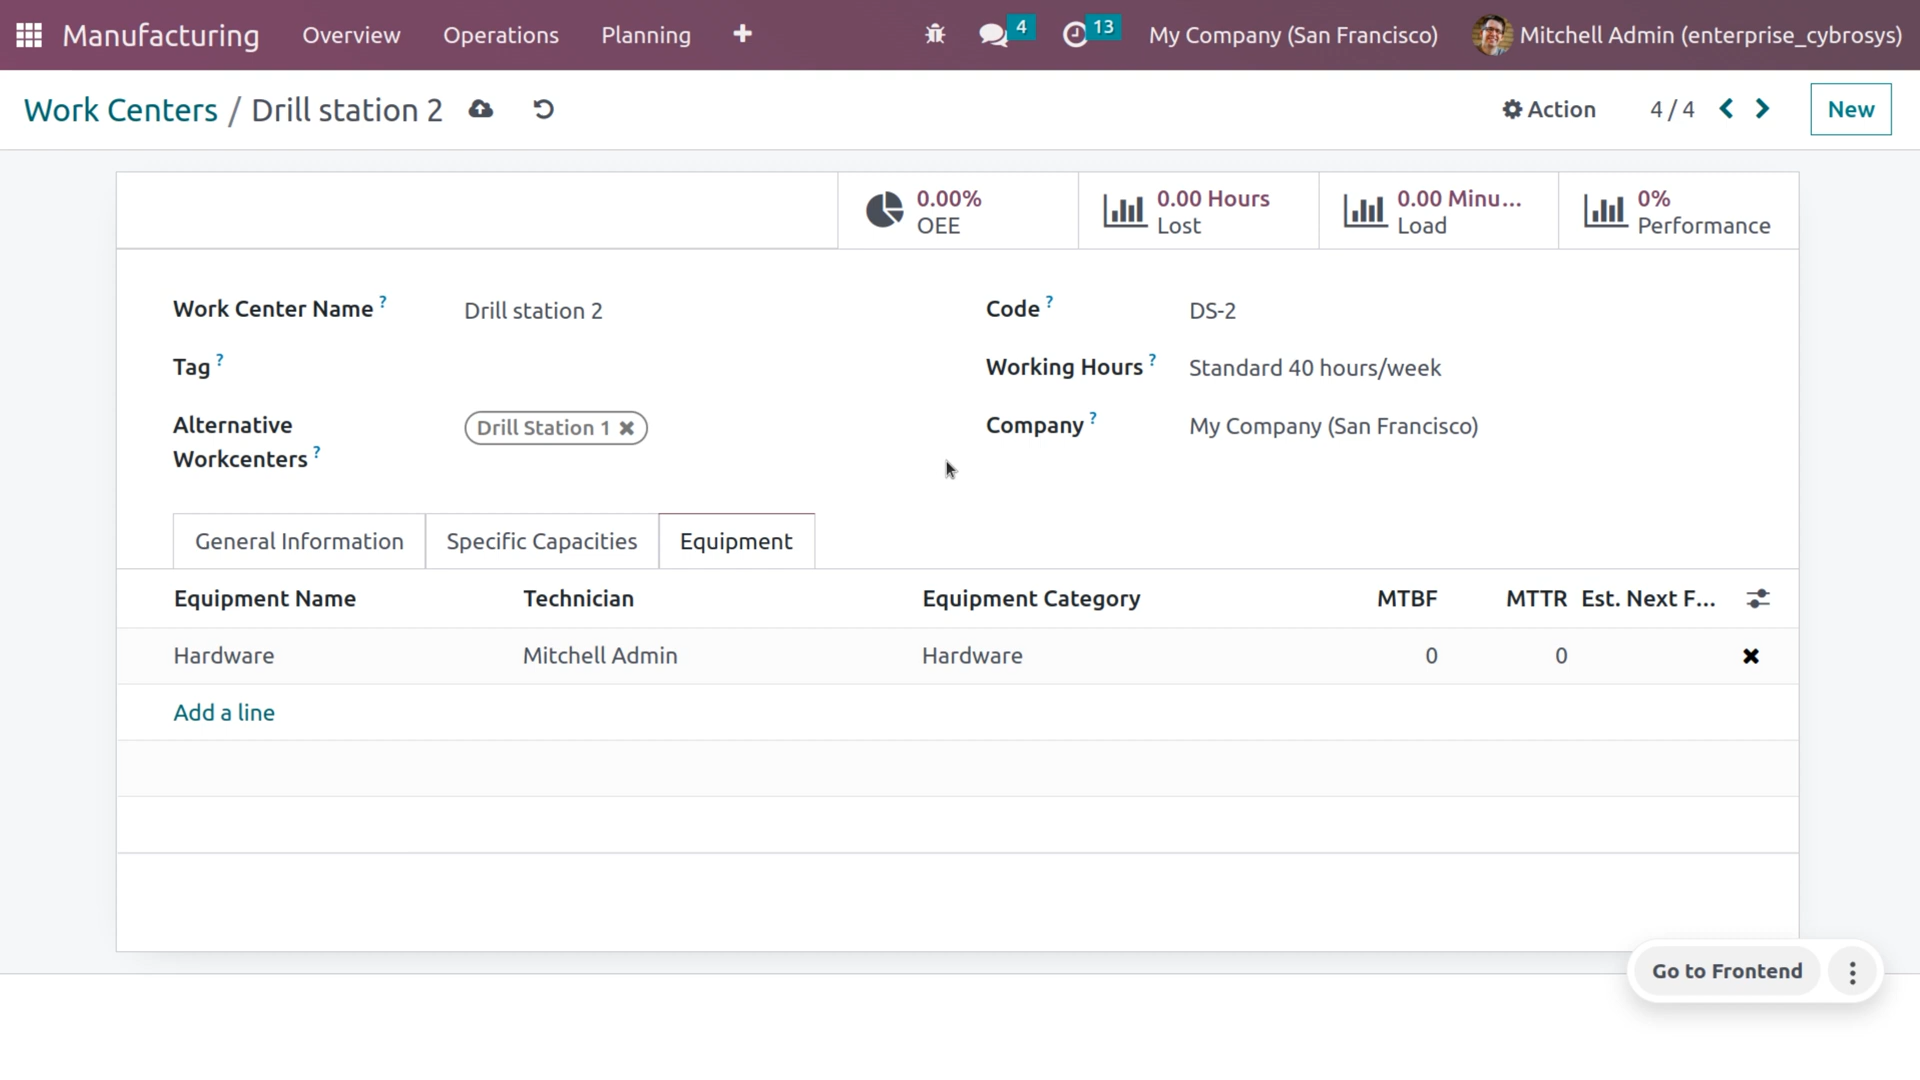 Manufacturing Overview Operations Planning 4 13 My Company (San Francisco) Mitchell Admin (enterprise_cybrosys)
Work Centers / Drill station 2 Action 4 / 4 New
0.00% 0.00 Hours 0.00 Minu... 0%
OEE Lost Load Performance
Work Center Name ? Drill station 2 Code ? DS-2
Tag ? Working Hours ? Standard 40 hours/week
Alternative Drill Station 1 Company ? My Company (San Francisco)
Workcenters ?
General Information Specific Capacities Equipment
Equipment Name Technician Equipment Category MTBF MTTR Est. Next F...
Hardware Mitchell Admin Hardware 0 0
Add a line
Go to Frontend